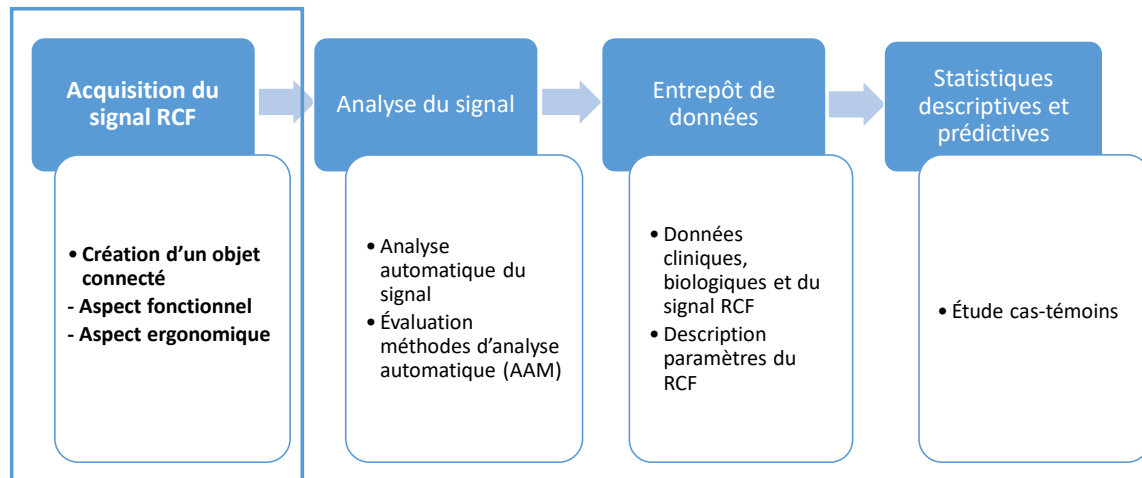 Acquisition du
signal RCF
• Création d'un objet
connecté
- Aspect fonctionnel
- Aspect ergonomique
Analyse du signal
• Analyse
automatique du
signal
• Évaluation
méthodes d'analyse
automatique (AAM)
Entrepôt de
données
• Données
cliniques,
biologiques et du
signal RCF
• Description
paramètres du
RCF
Statistiques
descriptives et
prédictives
• Étude cas-témoins